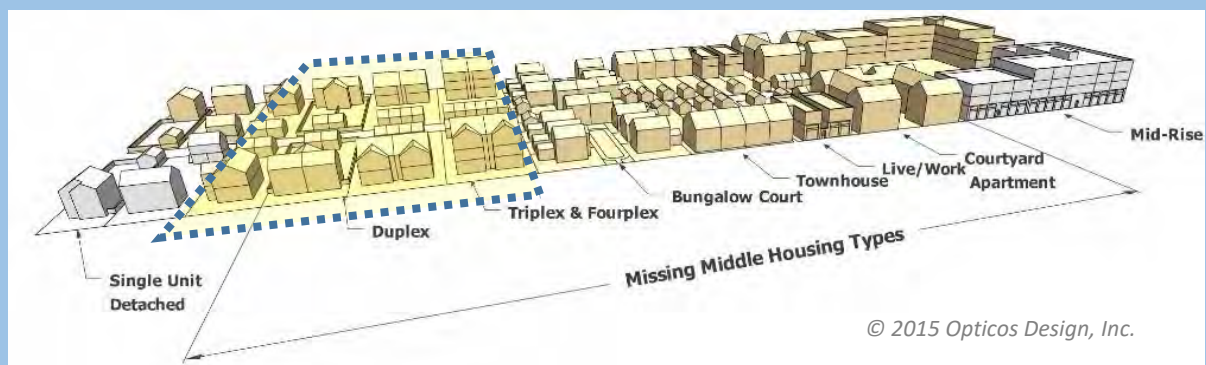 Single Unit
Detached
Duplex
Triplex & Fourplex
Bungalow Court
Townhouse
Live/Work
Courtyard
Apartment
Mid-Rise
Missing Middle Housing Types
© 2015 Opticos Design, Inc.